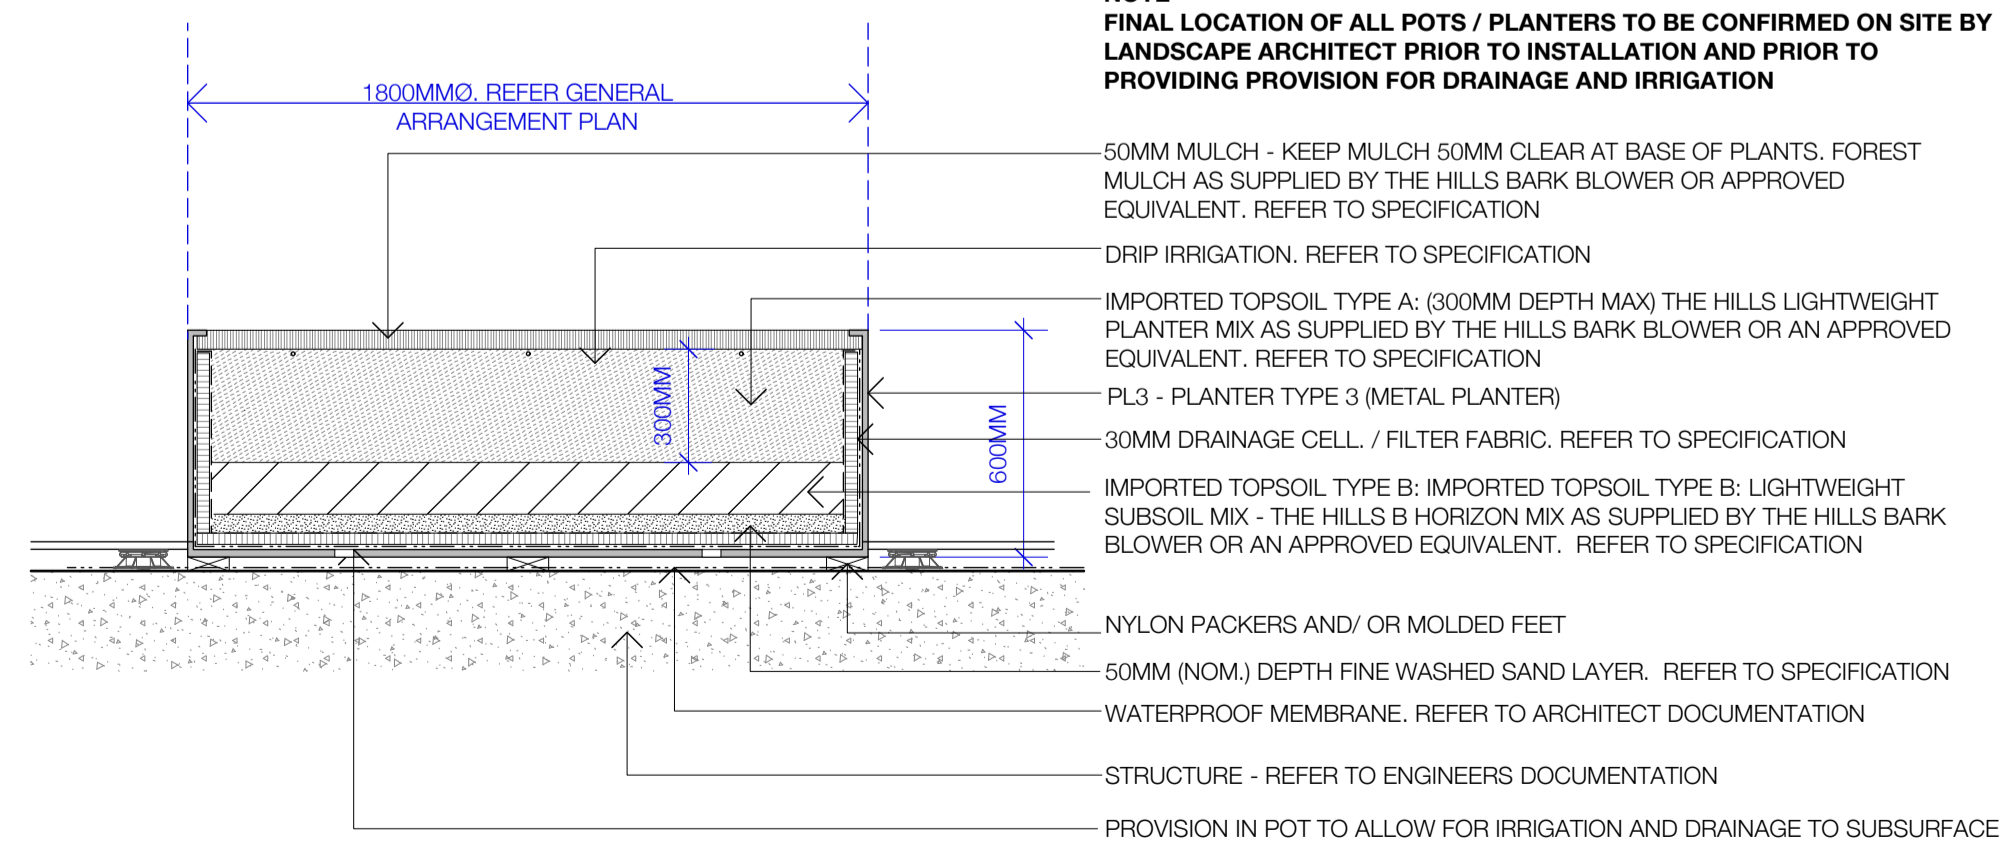 NOTE
FINAL LOCATION OF ALL POTS / PLANTERS TO BE CONFIRMED ON SITE BY
LANDSCAPE ARCHITECT PRIOR TO INSTALLATION AND PRIOR TO
PROVIDING PROVISION FOR DRAINAGE AND IRRIGATION
1800MMØ. REFER GENERAL
ARRANGEMENT PLAN
50MM MULCH - KEEP MULCH 50MM CLEAR AT BASE OF PLANTS. FOREST
MULCH AS SUPPLIED BY THE HILLS BARK BLOWER OR APPROVED
EQUIVALENT. REFER TO SPECIFICATION
DRIP IRRIGATION. REFER TO SPECIFICATION
IMPORTED TOPSOIL TYPE A: (300MM DEPTH MAX) THE HILLS LIGHTWEIGHT
PLANTER MIX AS SUPPLIED BY THE HILLS BARK BLOWER OR AN APPROVED
EQUIVALENT. REFER TO SPECIFICATION
300MM
600MM
PL3 - PLANTER TYPE 3 (METAL PLANTER)
30MM DRAINAGE CELL. / FILTER FABRIC. REFER TO SPECIFICATION
IMPORTED TOPSOIL TYPE B: IMPORTED TOPSOIL TYPE B: LIGHTWEIGHT
SUBSOIL MIX - THE HILLS B HORIZON MIX AS SUPPLIED BY THE HILLS BARK
BLOWER OR AN APPROVED EQUIVALENT. REFER TO SPECIFICATION
NYLON PACKERS AND/ OR MOLDED FEET
50MM (NOM.) DEPTH FINE WASHED SAND LAYER. REFER TO SPECIFICATION
WATERPROOF MEMBRANE. REFER TO ARCHITECT DOCUMENTATION
STRUCTURE - REFER TO ENGINEERS DOCUMENTATION
PROVISION IN POT TO ALLOW FOR IRRIGATION AND DRAINAGE TO SUBSURFACE